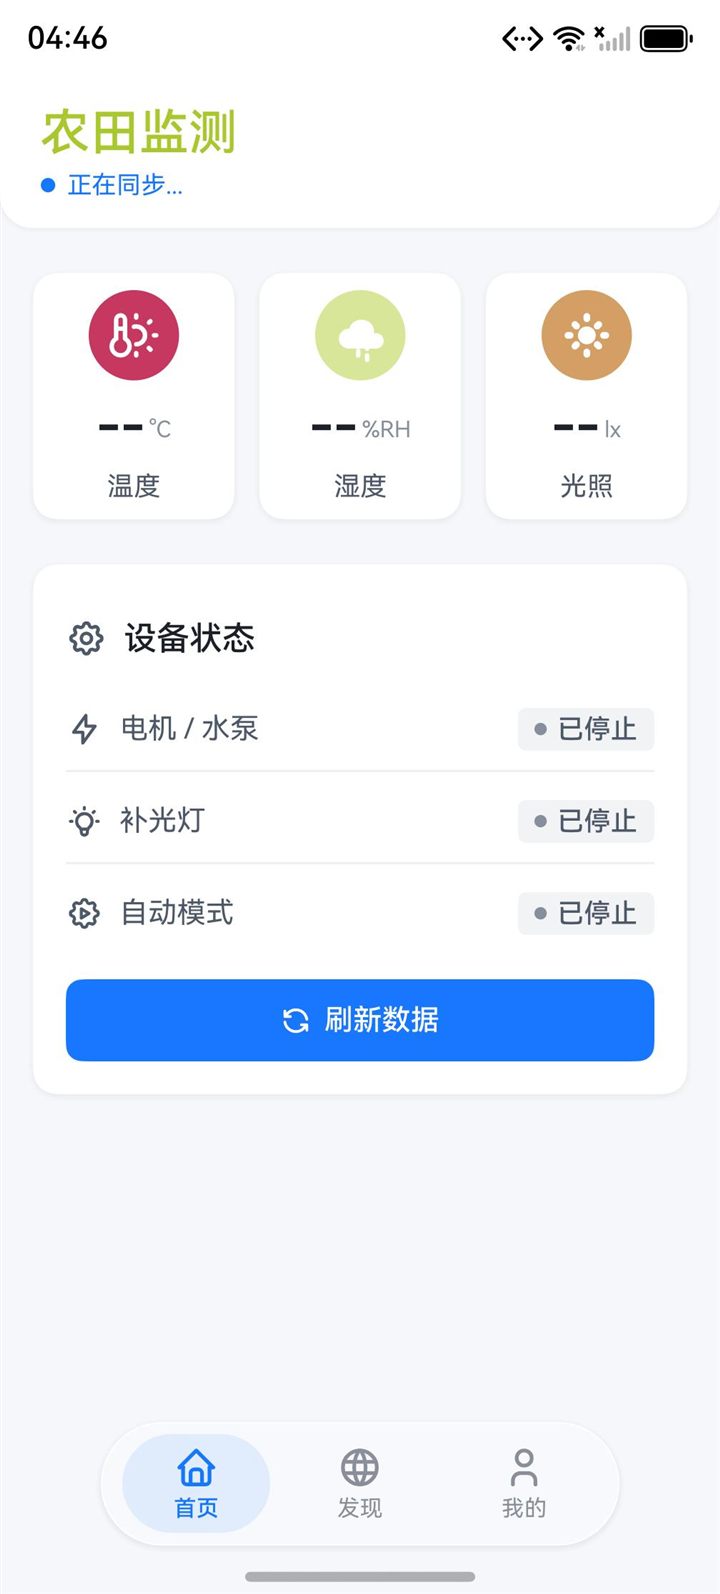 04:46
农田监测
正在同步...
-- °C
-- %RH
-- lx
温度
湿度
光照
设备状态
电机 / 水泵
已停止
补光灯
已停止
自动模式
已停止
刷新数据
首页
发现
我的